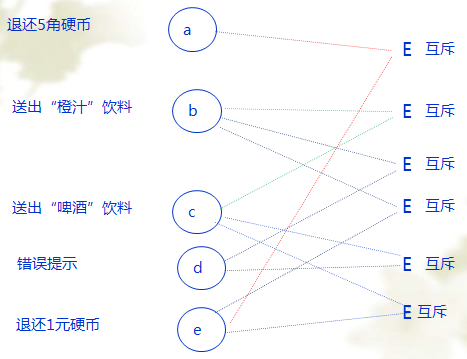 退还5角硬币 a E 互斥
送出“橙汁”饮料 b E 互斥
E 互斥
送出“啤酒”饮料 c E 互斥
错误提示 d E 互斥
退还1元硬币 e E 互斥